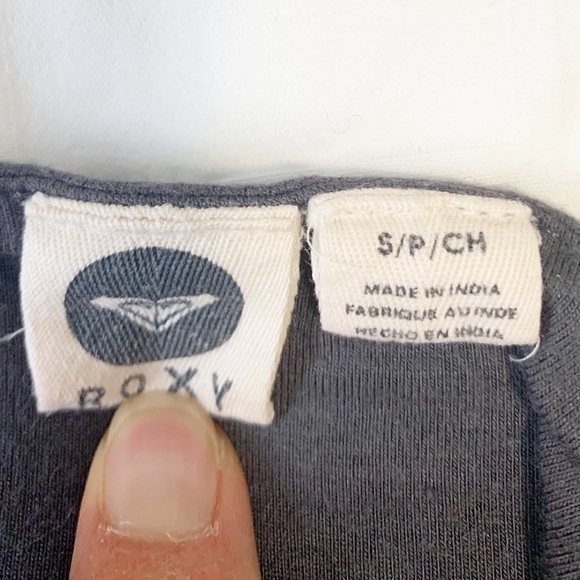 ROXY
S/P/CH
MADE IN INDIA
FABRIQUE AU INDE
HECHO EN INDIA